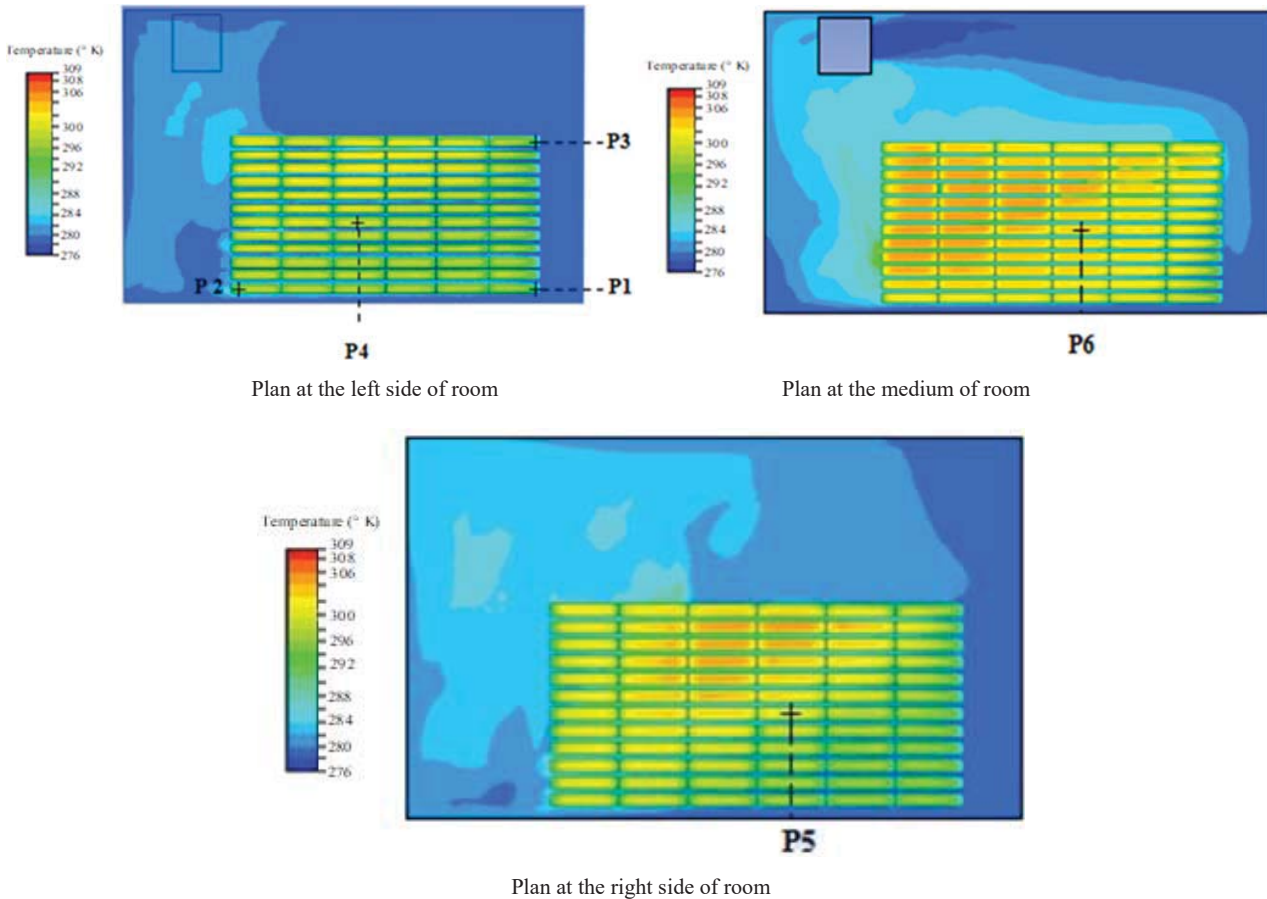 Temperature (° K)
309
308
306
300
296
292
288
284
280
276
P3
P 2
P1
P4
Plan at the left side of room
Temperature (° K)
309
308
306
300
296
292
288
284
280
276
P6
Plan at the medium of room
Temperature (° K)
309
308
306
300
296
292
288
284
280
276
P5
Plan at the right side of room